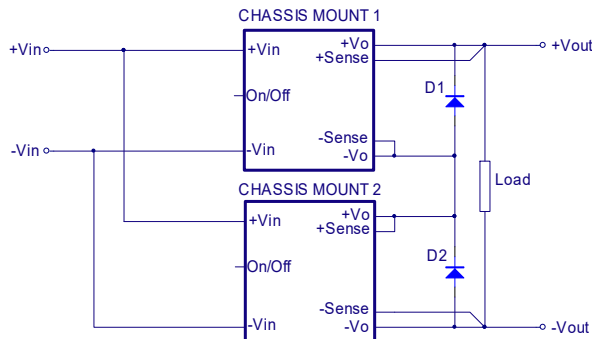 CHASSIS MOUNT 1
+Vin
+Vin
+Vo
+Vout
+Sense
On/Off
D1
-Vin
-Vin
-Sense
-Vo
Load
CHASSIS MOUNT 2
+Vin
+Vo
+Sense
On/Off
D2
-Sense
-Vin
-Vo
-Vout